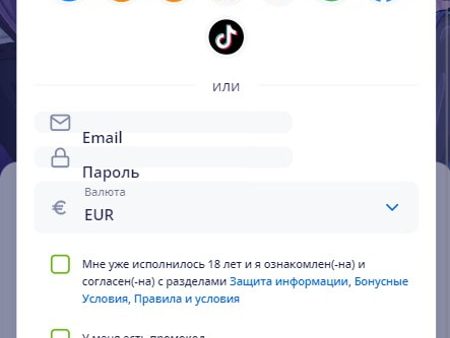 или
Email
Пароль
Валюта
€ EUR
Мне уже исполнилось 18 лет и я ознакомлен(-на) и
согласен(-на) с разделами Защита информации, Бонусные
Условия, Правила и условия
У меня есть промокод